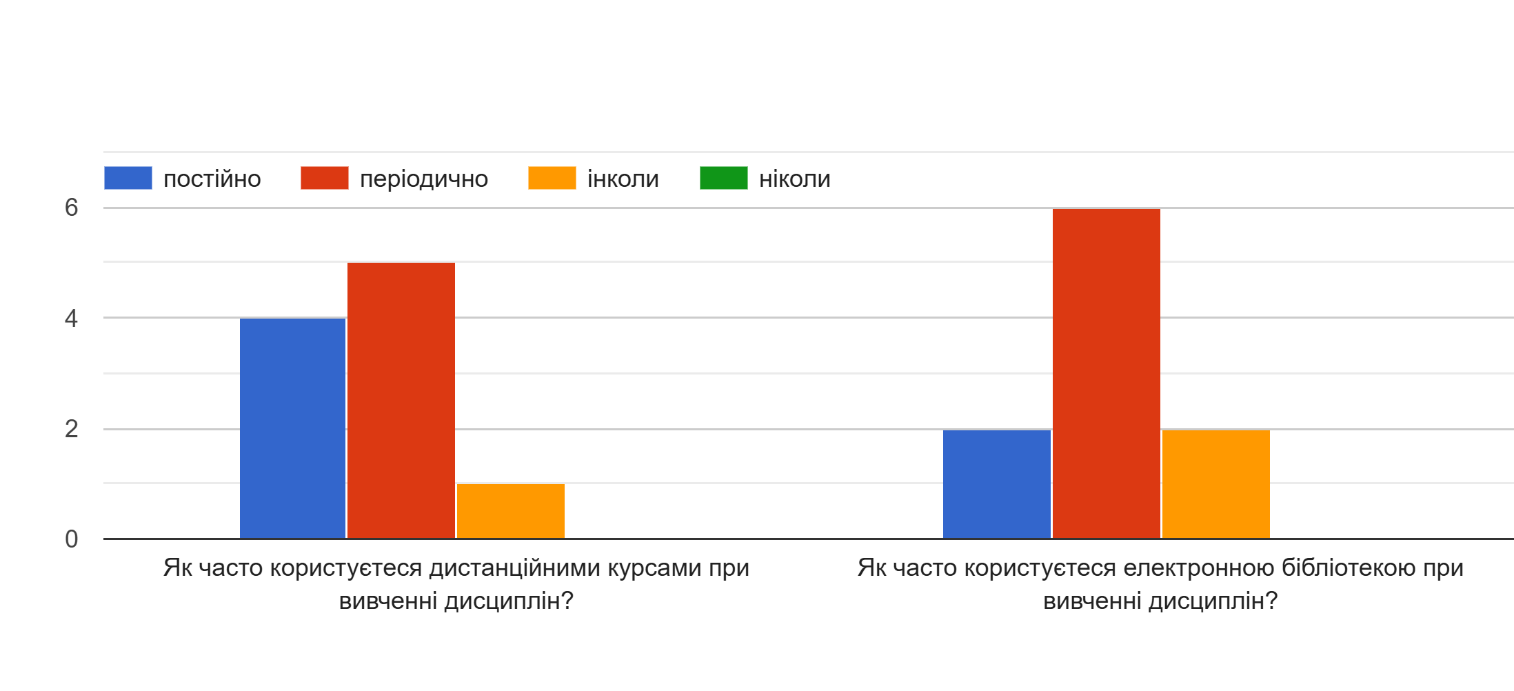 постійно періодично інколи ніколи
6
4
2
0
Як часто користуєтеся дистанційними курсами при
вивченні дисциплін?
Як часто користуєтеся електронною бібліотекою при
вивченні дисциплін?